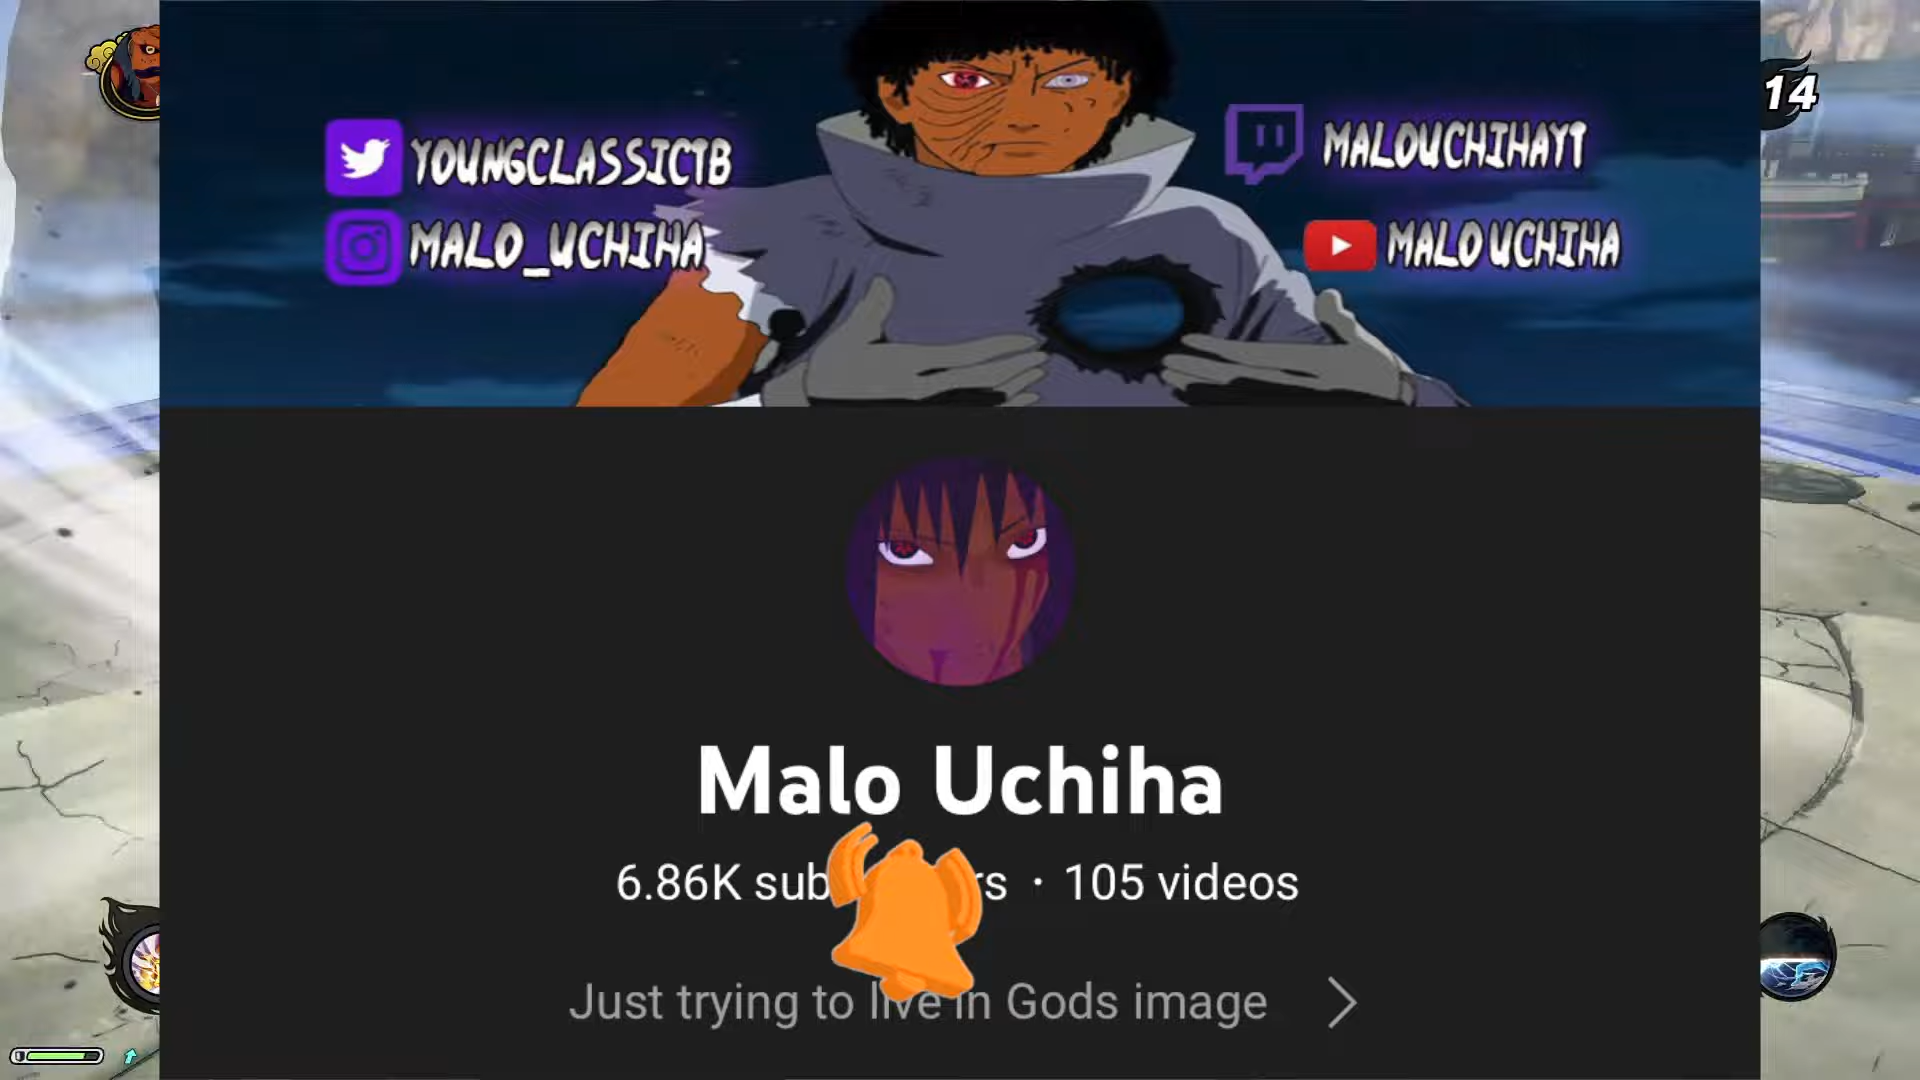 YOUNGCLASSICTB
MALOUCHIHAYT
14
MALO_UCHIHA
MALO UCHIHA
Malo Uchiha
6.86K sub rs · 105 videos
Just trying to live in Gods image